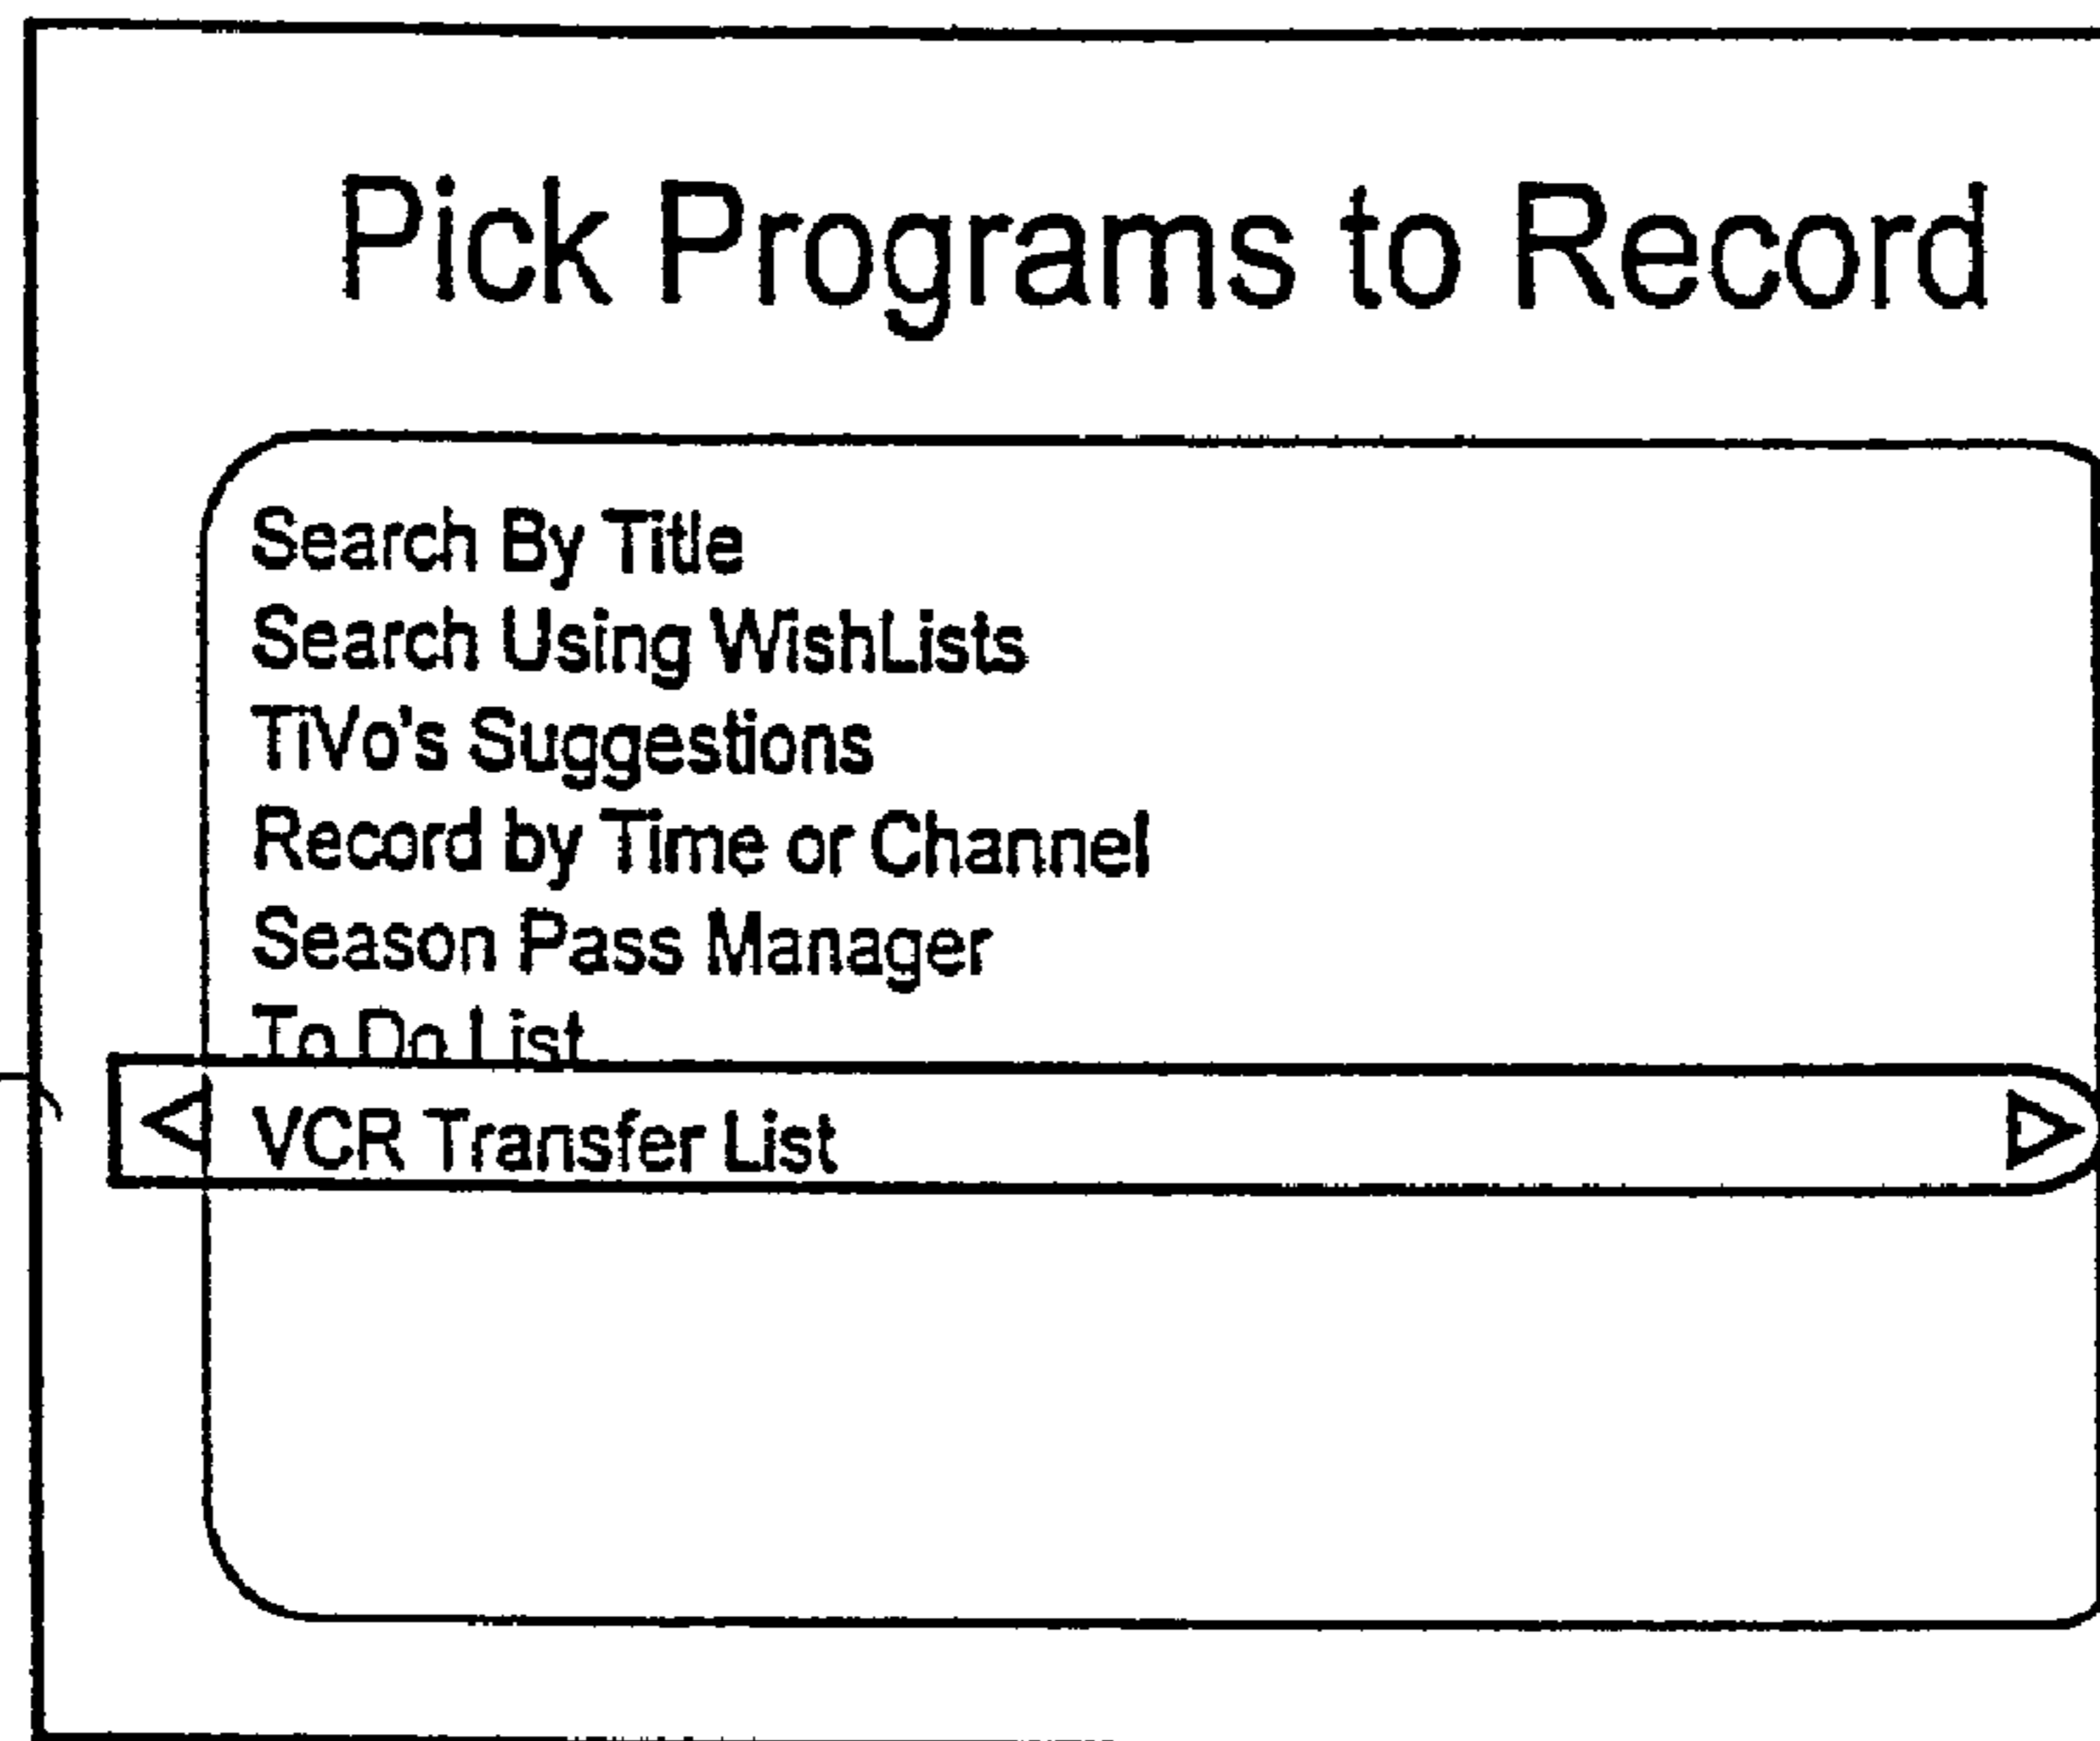 Pick Programs to Record
Search By Title
Search Using WishLists
TiVo's Suggestions
Record by Time or Channel
Season Pass Manager
To Do List
VCR Transfer List